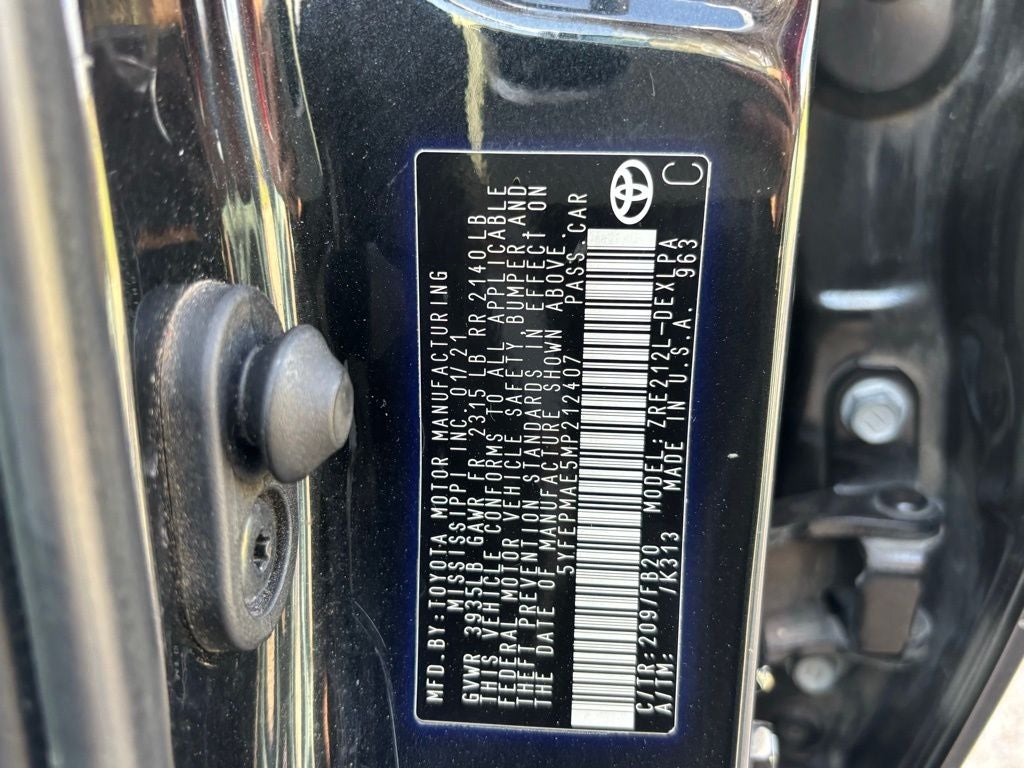 MFD. BY: TOYOTA MOTOR MANUFACTURING
MISSISSIPPI INC. 01/21
GVWR 3935LB GAWR FR 2315 LB RR 2140 LB
THIS VEHICLE CONFORMS TO ALL APPLICABLE
FEDERAL MOTOR VEHICLE SAFETY, BUMPER AND
THEFT PREVENTION STANDARDS IN EFFECT ON
THE DATE OF MANUFACTURE SHOWN ABOVE.
5YFEPMAE5MP212407 PASS. CAR
C/TR: 209/FB20 MODEL: ZRE212L-DEXLPA
A/TM: /K313 MADE IN U.S.A. 963
C